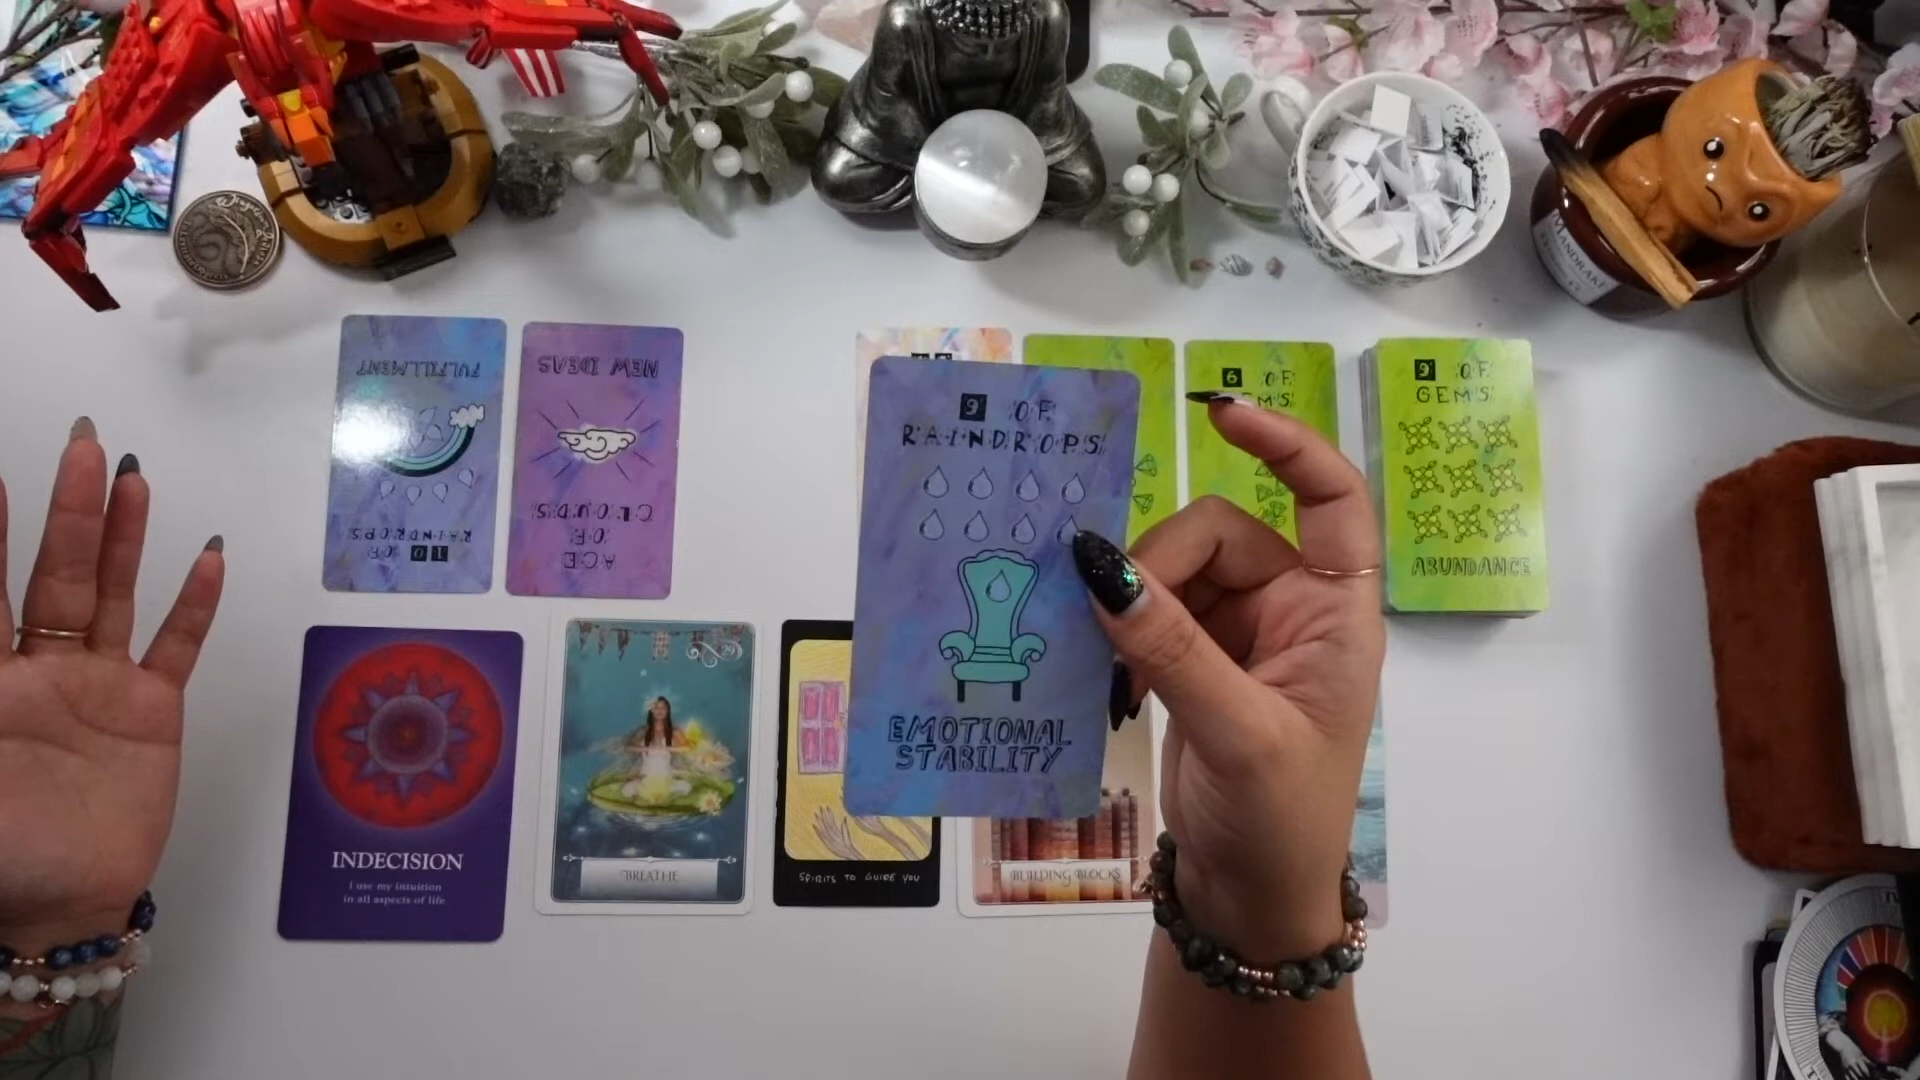 FULFILLMENT
10 OF
RAINDROPS
NEW IDEAS
ACE
OF
CLOUDS
9 OF
RAINDROPS
EMOTIONAL
STABILITY
6 OF
9 OF
GEMS
ABUNDANCE
MANDRAKE
INDECISION
I use my intuition
in all aspects of life
29
BREATHE
SPIRITS TO GUIDE YOU
BUILDING BLOCKS